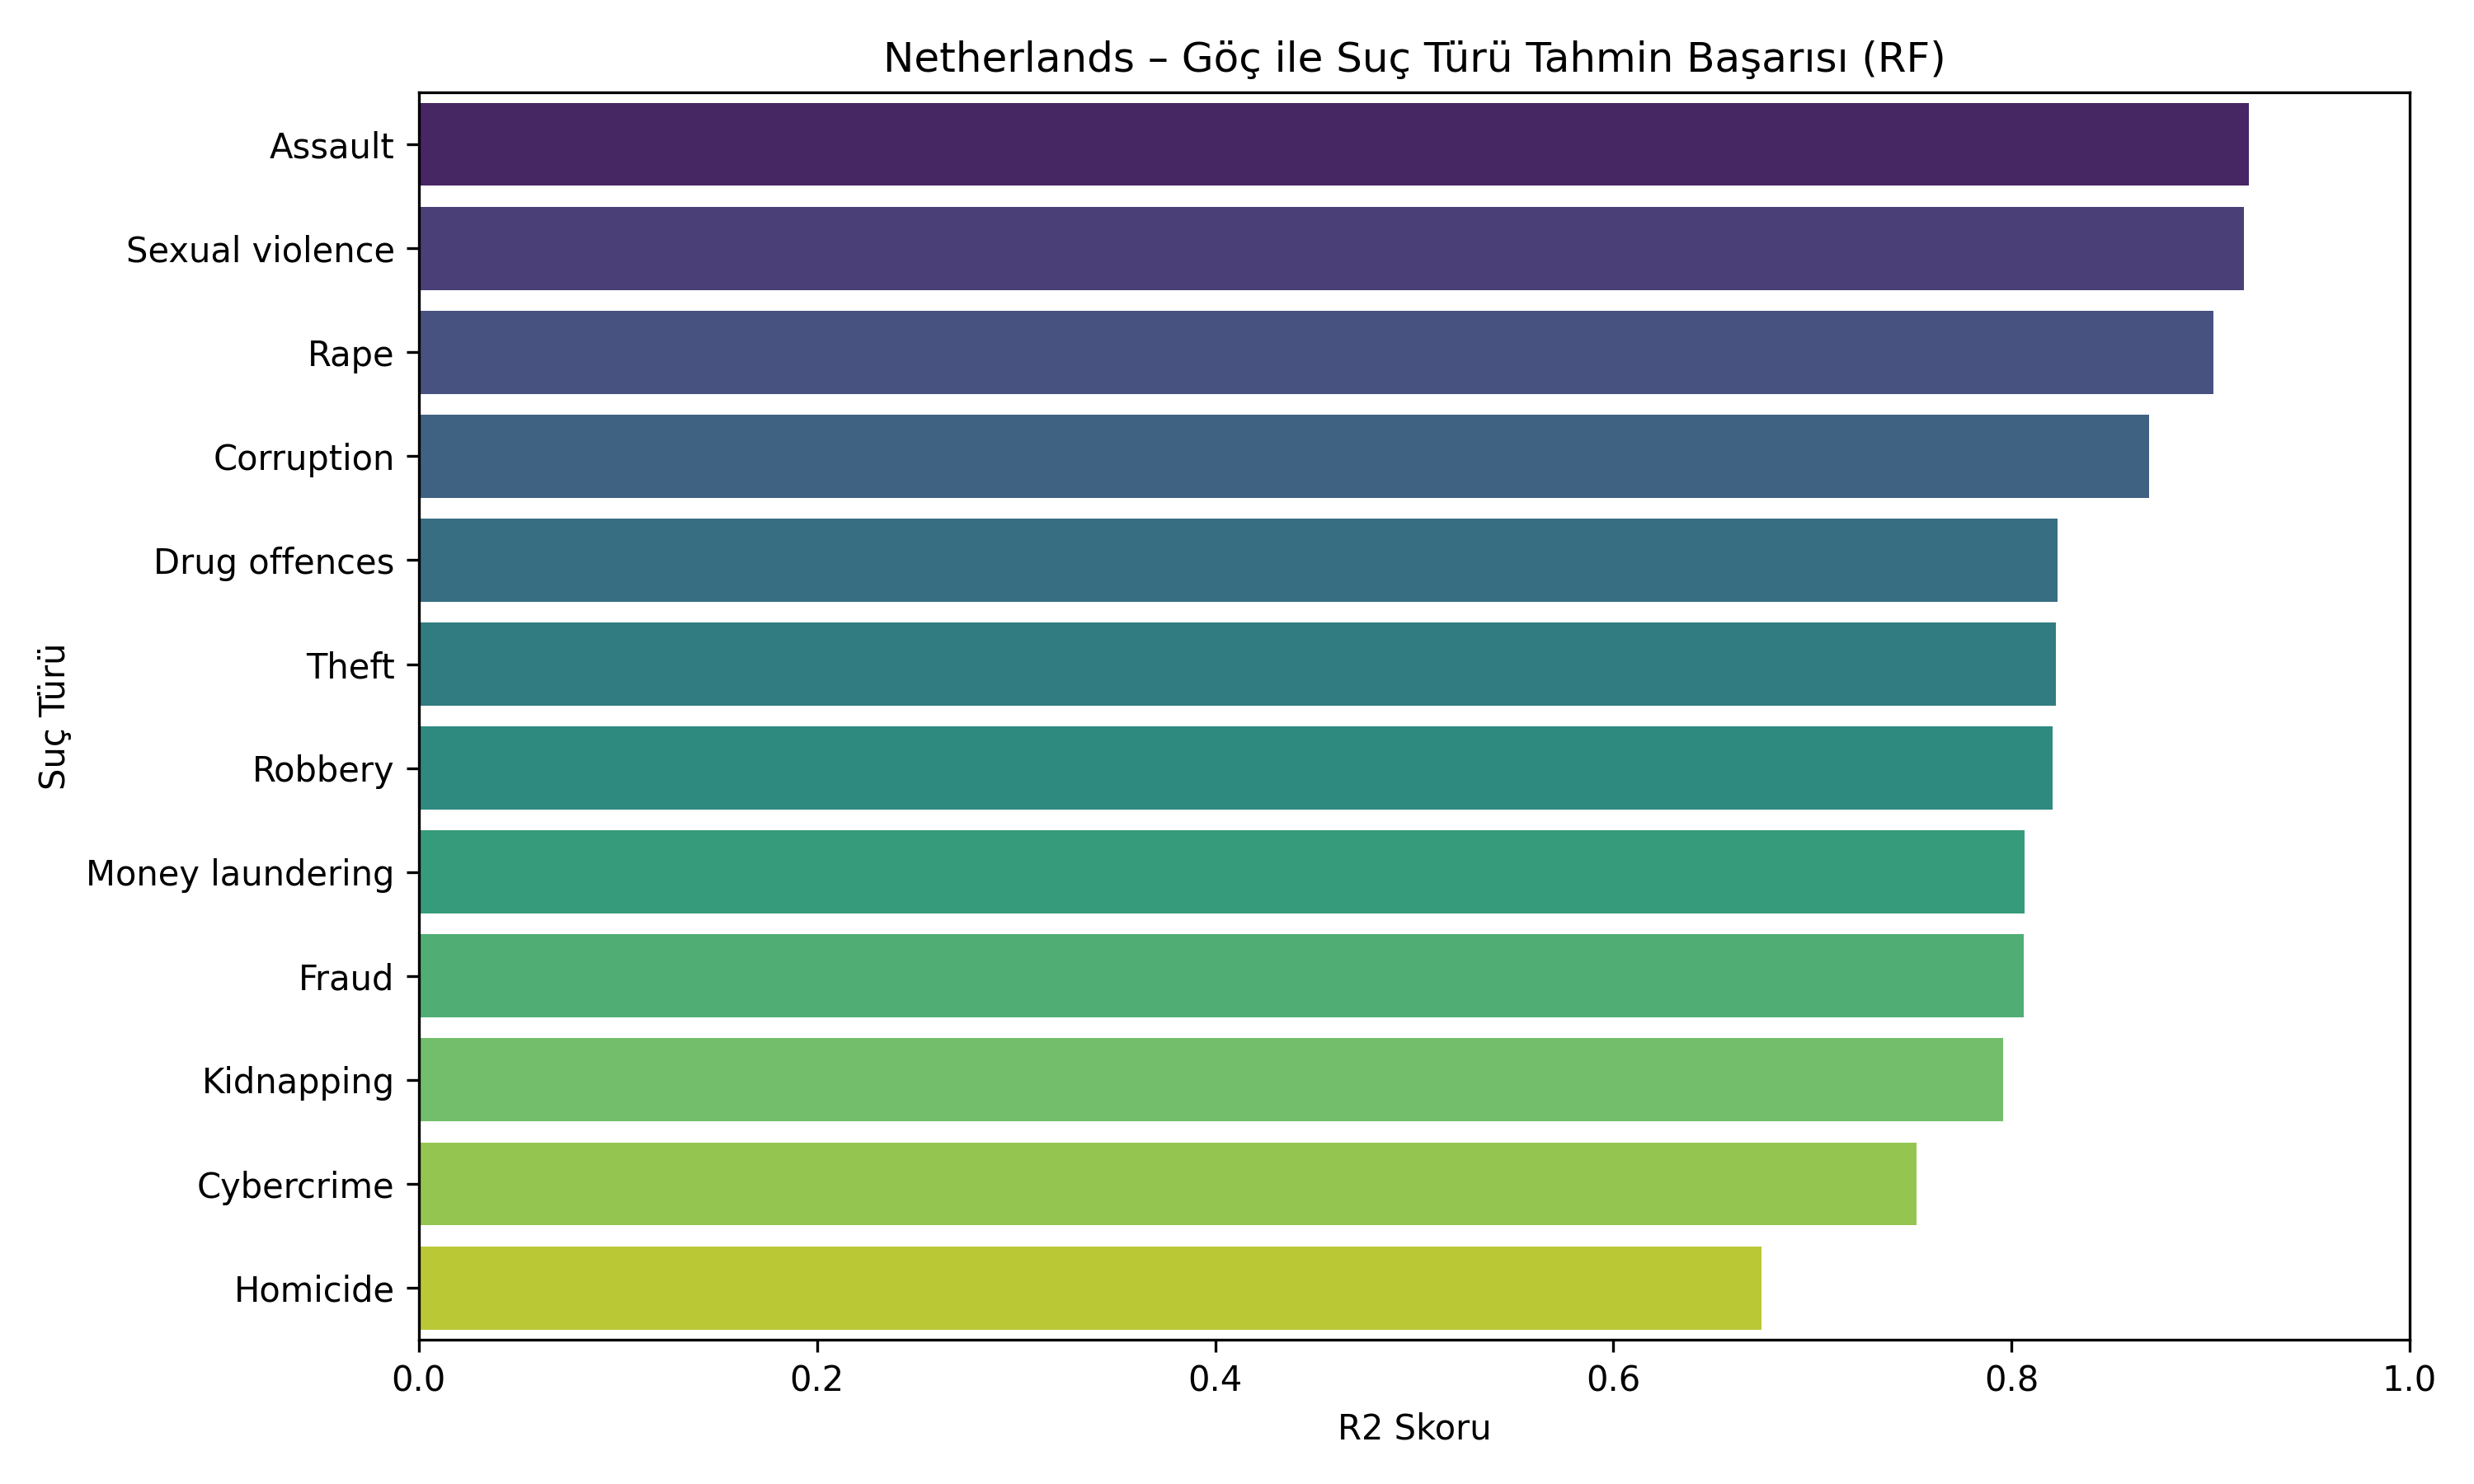 Netherlands – Göç ile Suç Türü Tahmin Başarısı (RF)
Suç Türü
Assault
Sexual violence
Rape
Corruption
Drug offences
Theft
Robbery
Money laundering
Fraud
Kidnapping
Cybercrime
Homicide
0.0 0.2 0.4 0.6 0.8 1.0
R2 Skoru